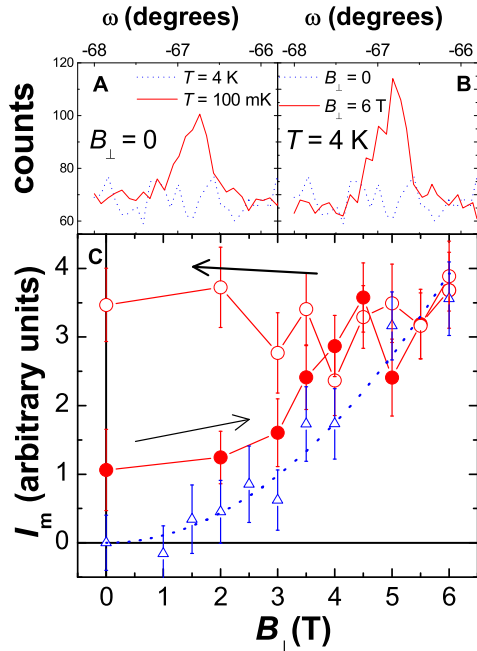 ω (degrees) ω (degrees)
-68 -67 -66 -68 -67 -66
counts
120
100
80
60
A
T = 4 K
T = 100 mK
B⊥ = 0
B⊥=0
B⊥= 6 T
B
T = 4 K
C
I_m (arbitrary units)
4
3
2
1
0
0 1 2 3 4 5 6
B⊥(T)